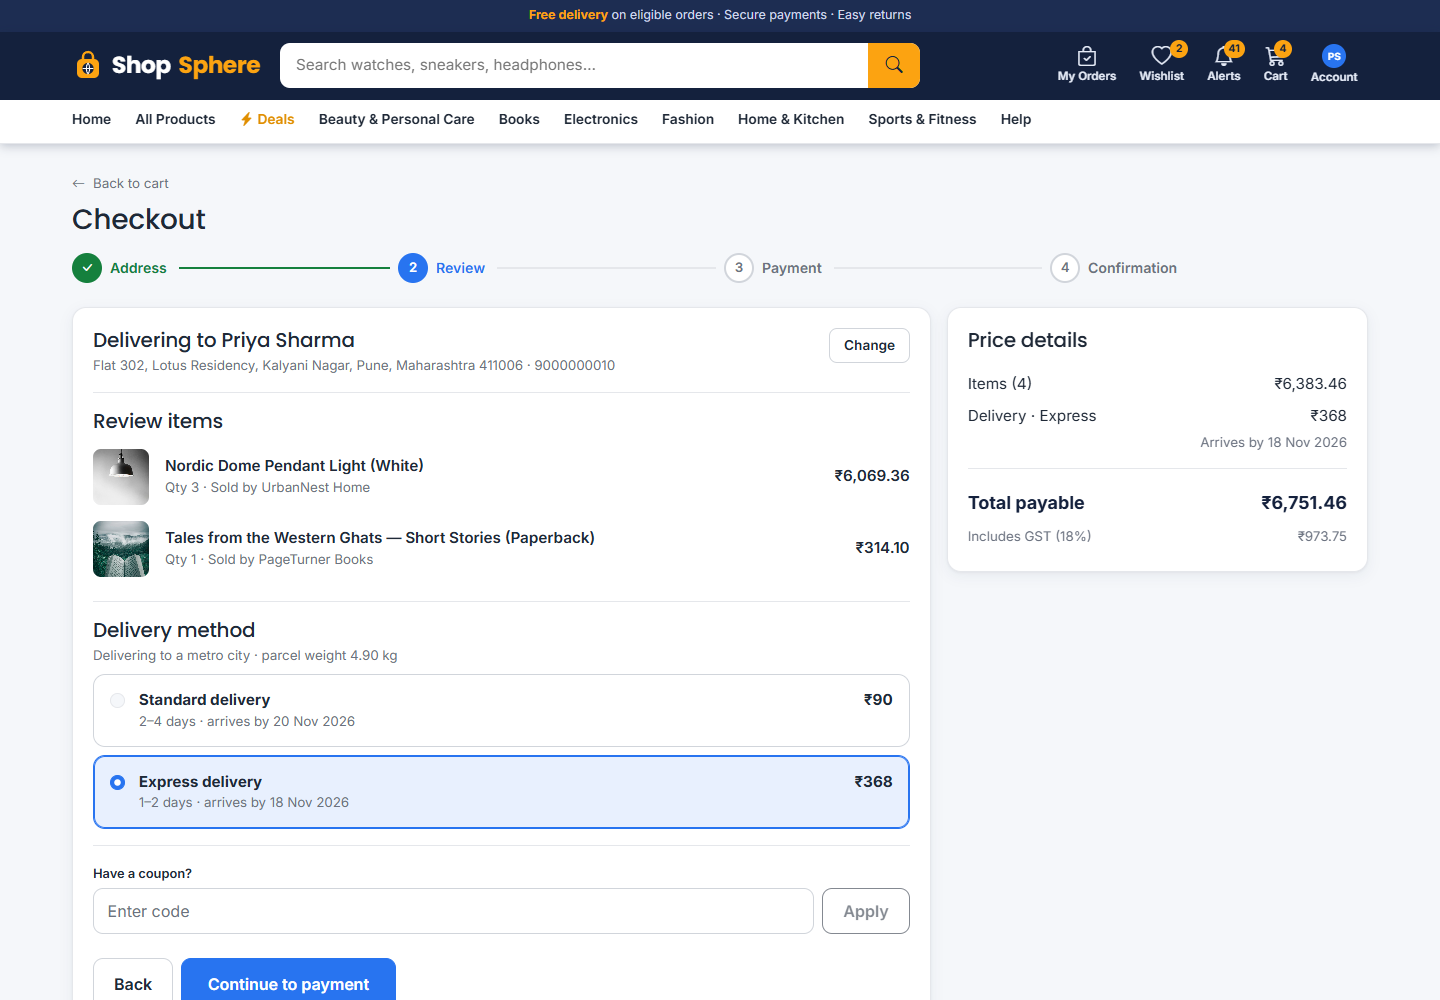 Free delivery on eligible orders · Secure payments · Easy returns
Shop Sphere
Search watches, sneakers, headphones...
My Orders
2
Wishlist
41
Alerts
4
Cart
PS
Account
Home
All Products
Deals
Beauty & Personal Care
Books
Electronics
Fashion
Home & Kitchen
Sports & Fitness
Help
Back to cart
Checkout
Address
2 Review
3 Payment
4 Confirmation
Delivering to Priya Sharma
Flat 302, Lotus Residency, Kalyani Nagar, Pune, Maharashtra 411006 · 9000000010
Change
Review items
Nordic Dome Pendant Light (White)
Qty 3 · Sold by UrbanNest Home
₹6,069.36
Tales from the Western Ghats — Short Stories (Paperback)
Qty 1 · Sold by PageTurner Books
₹314.10
Delivery method
Delivering to a metro city · parcel weight 4.90 kg
Standard delivery
₹90
2–4 days · arrives by 20 Nov 2026
Express delivery
₹368
1–2 days · arrives by 18 Nov 2026
Have a coupon?
Enter code
Apply
Back
Continue to payment
Price details
Items (4)
₹6,383.46
Delivery · Express
₹368
Arrives by 18 Nov 2026
Total payable
₹6,751.46
Includes GST (18%)
₹973.75